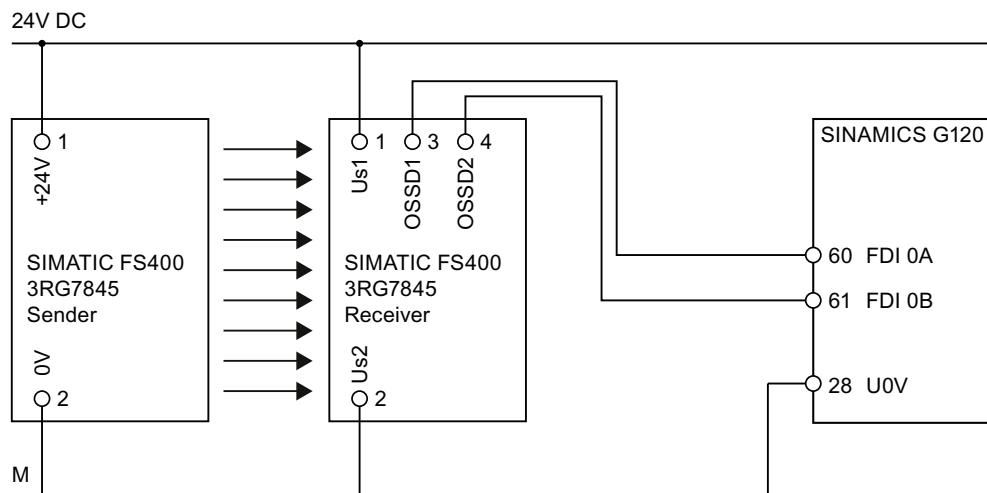 24V DC
1
+24V
SIMATIC FS400
3RG7845
Sender
0V
2
M
1
Us1
3
OSSD1
4
OSSD2
SIMATIC FS400
3RG7845
Receiver
Us2
2
SINAMICS G120
60 FDI 0A
61 FDI 0B
28 U0V